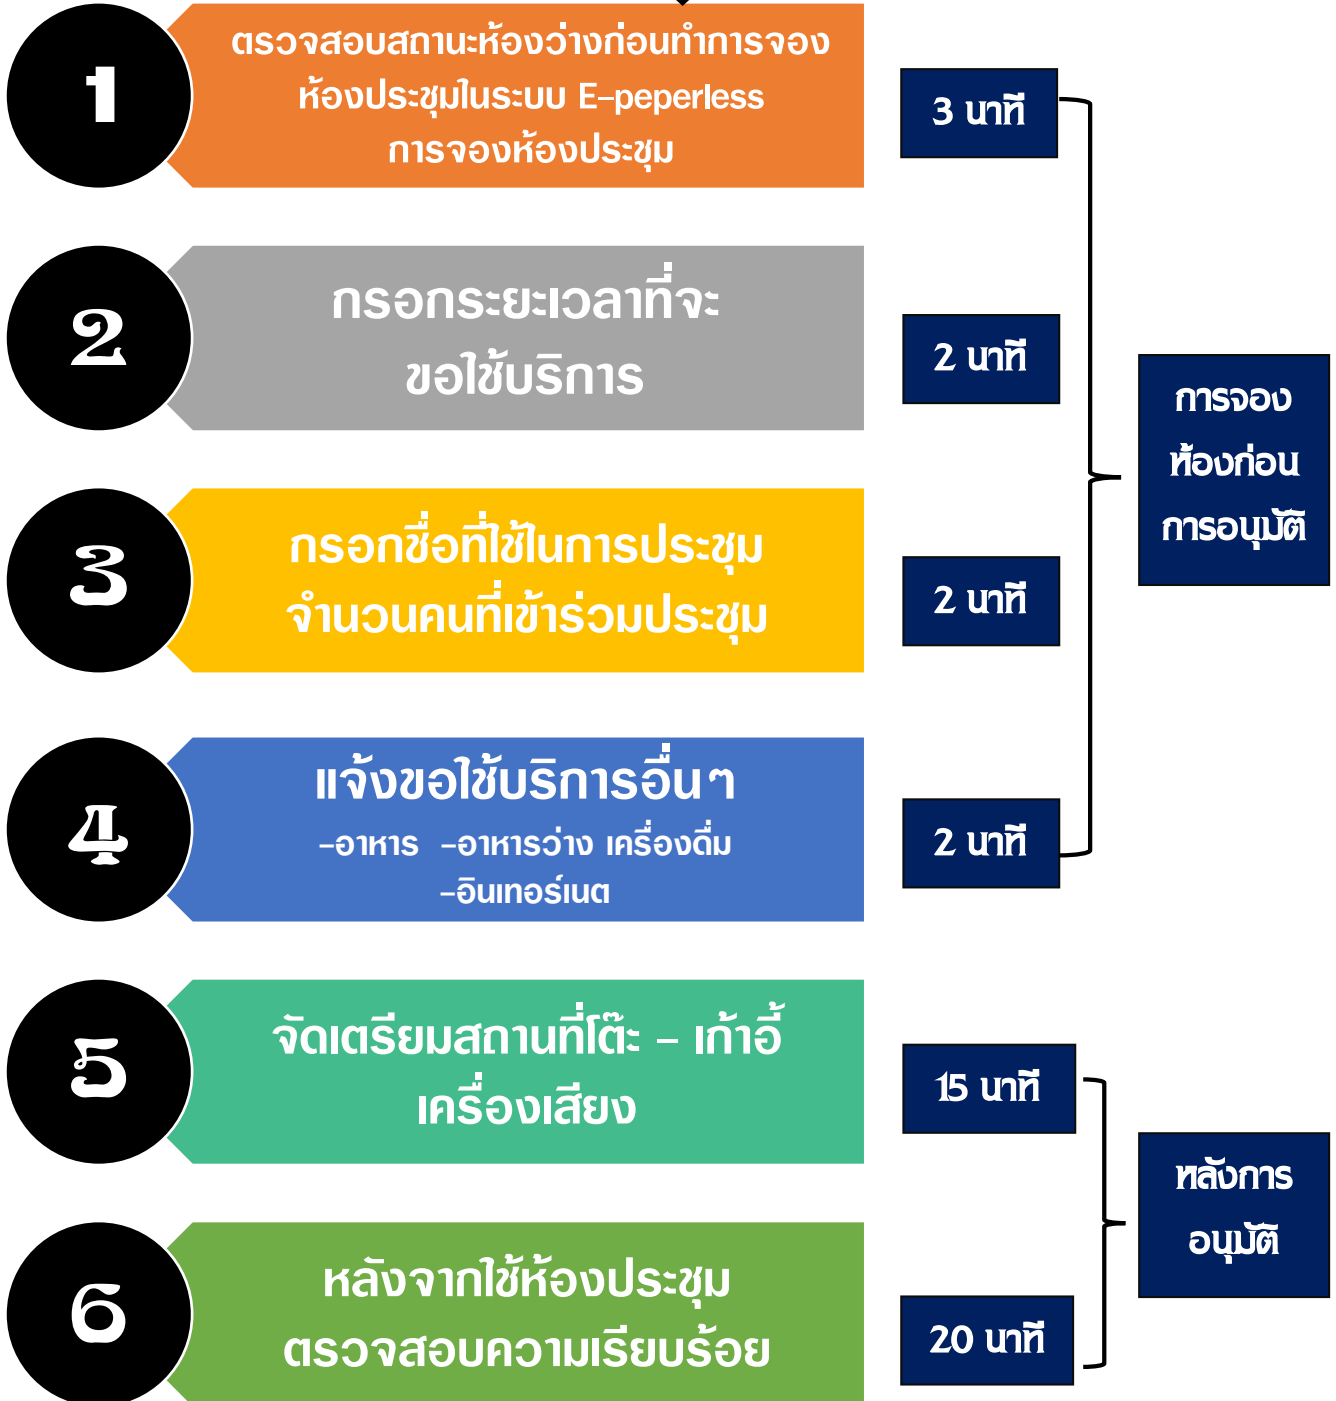 1
ตรวจสอบสถานะห้องว่างก่อนทำการจอง
ห้องประชุมในระบบ E-peperless
การจองห้องประชุม
3 นาที
2
กรอกระยะเวลาที่จะ
ขอใช้บริการ
2 นาที
3
กรอกชื่อที่ใช้ในการประชุม
จำนวนคนที่เข้าร่วมประชุม
2 นาที
4
แจ้งขอใช้บริการอื่นๆ
-อาหาร -อาหารว่าง เครื่องดื่ม
-อินเทอร์เนต
2 นาที
การจอง
ห้องก่อน
การอนุมัติ
5
จัดเตรียมสถานที่โต๊ะ - เก้าอี้
เครื่องเสียง
15 นาที
6
หลังจากใช้ห้องประชุม
ตรวจสอบความเรียบร้อย
20 นาที
หลังการ
อนุมัติ